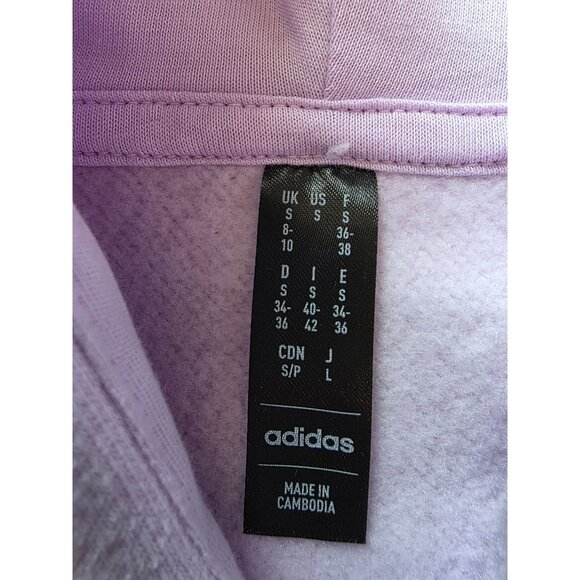 UK US F
S S S
8- 36-
10 38
D I E
S S S
34- 40- 34-
36 42 36
CDN J
S/P L
adidas
MADE IN
CAMBODIA